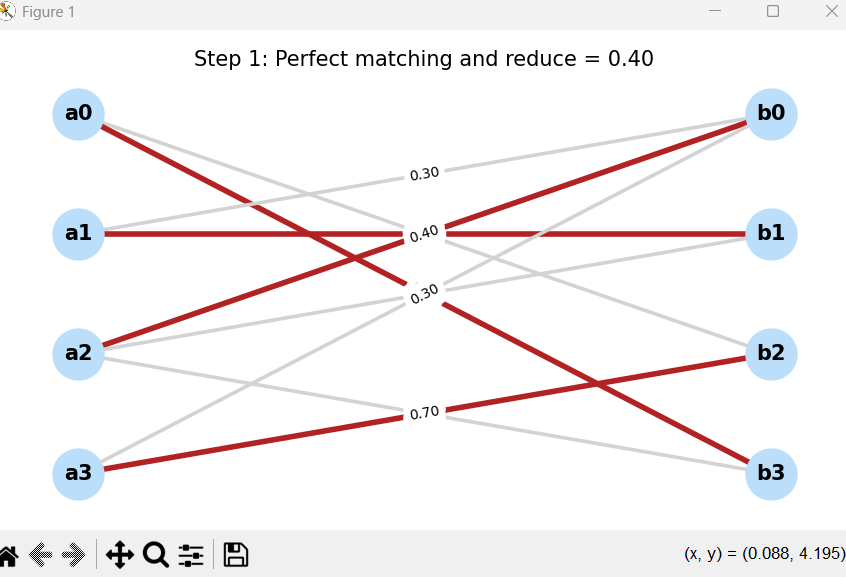 Figure 1
Step 1: Perfect matching and reduce = 0.40
a0
b0
0.30
a1
0.40
b1
0.30
a2
b2
0.70
a3
b3
(x, y) = (0.088, 4.195)